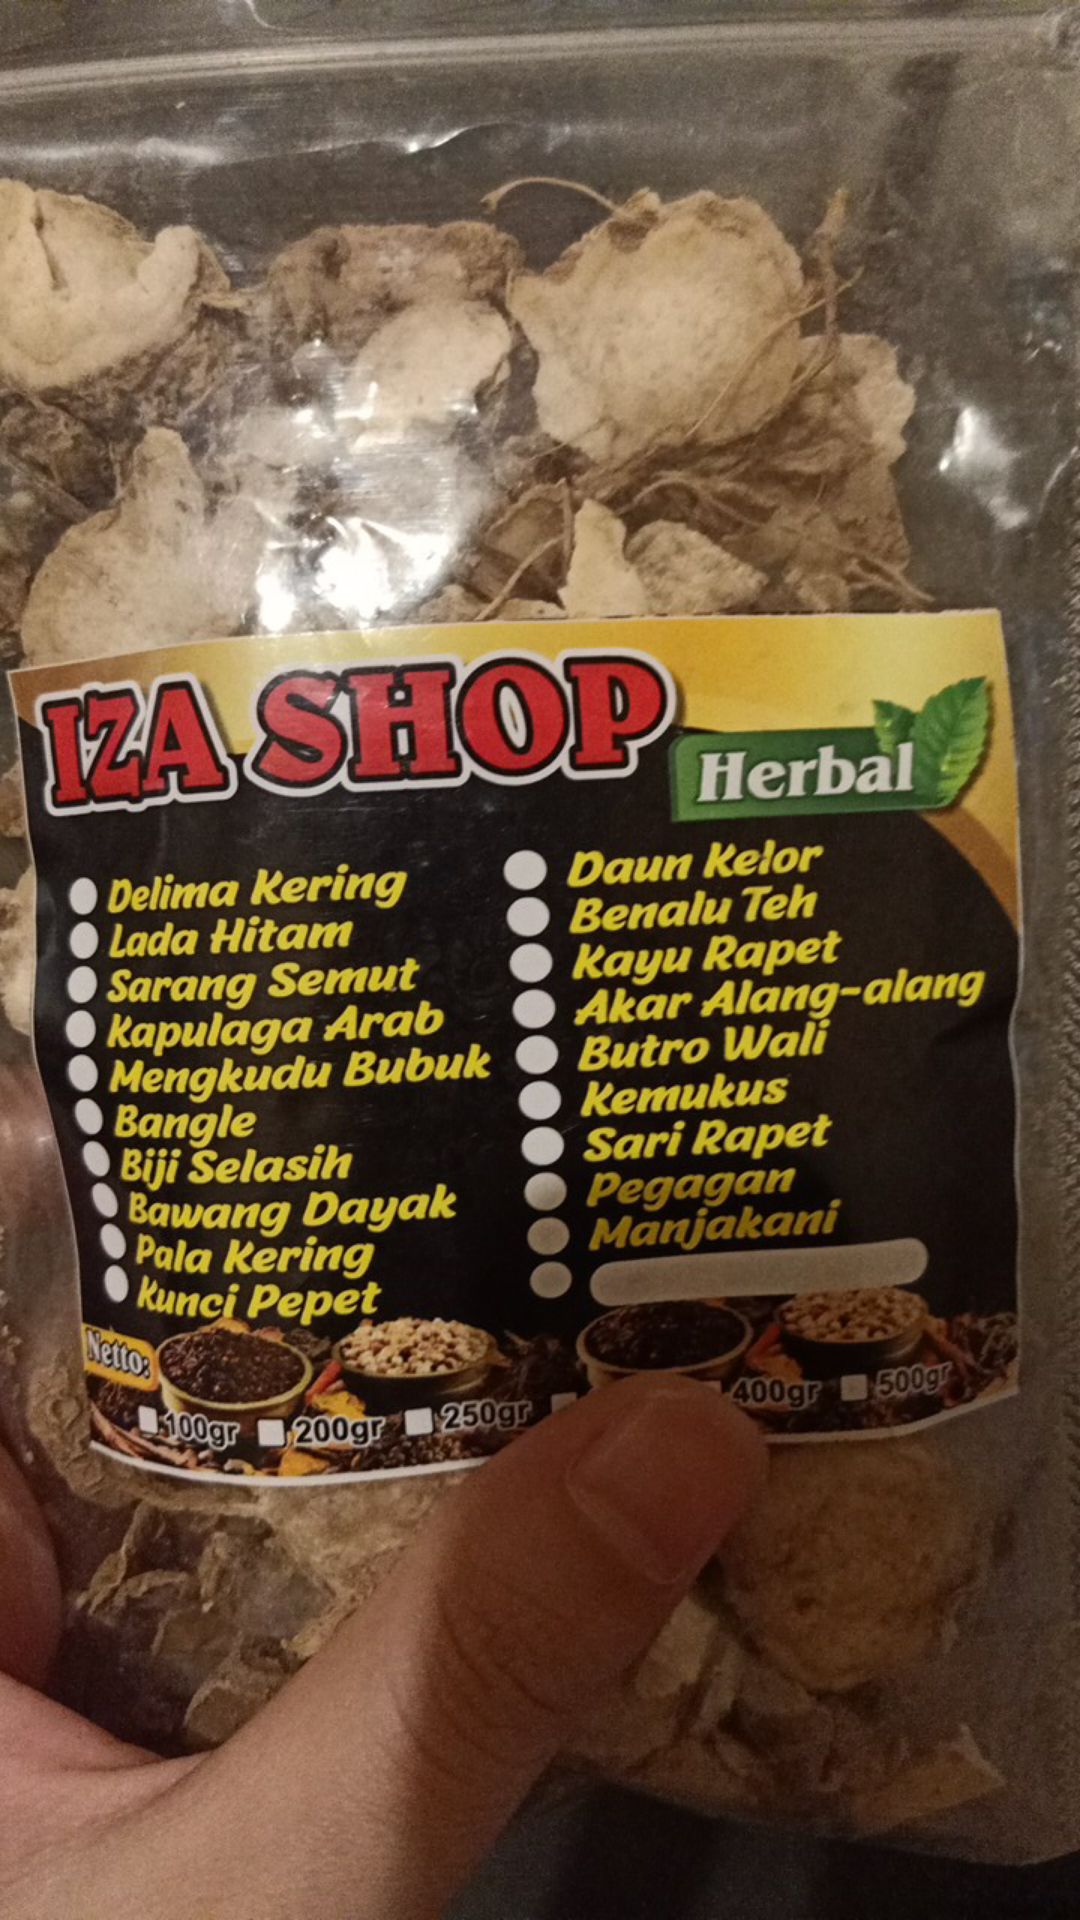 IZA SHOP
Herbal
Delima Kering
Lada Hitam
Sarang Semut
Kapulaga Arab
Mengkudu Bubuk
Bangle
Biji Selasih
Bawang Dayak
Pala Kering
Kunci Pepet
Daun Kelor
Benalu Teh
Kayu Rapet
Akar Alang-alang
Butro Wali
Kemukus
Sari Rapet
Pegagan
Manjakani
Netto:
100gr 200gr 250gr 400gr 500gr